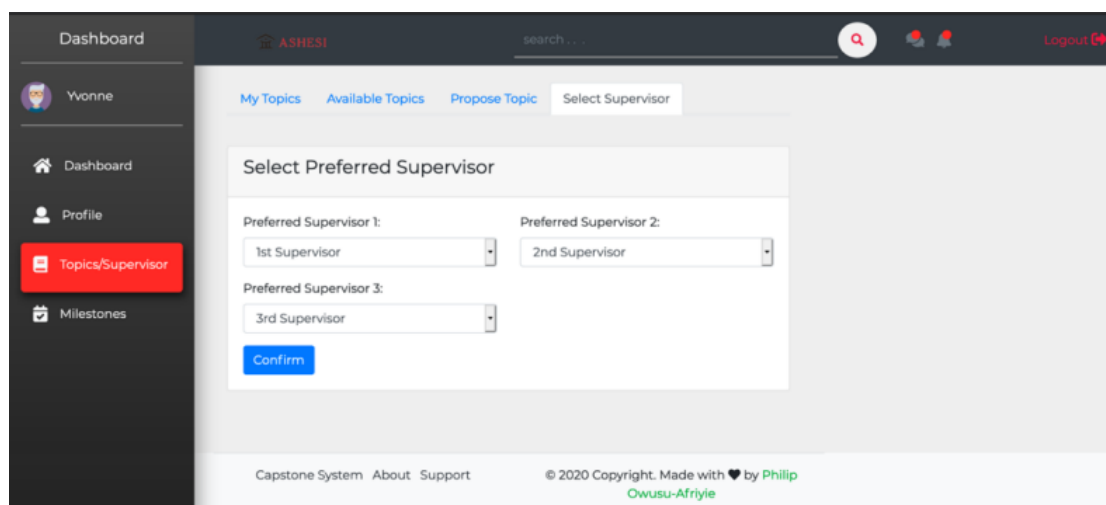 Dashboard
ASHESI
search . . .
Logout
Yvonne
Dashboard
Profile
Topics/Supervisor
Milestones
My Topics Available Topics Propose Topic Select Supervisor
Select Preferred Supervisor
Preferred Supervisor 1: Preferred Supervisor 2:
1st Supervisor 2nd Supervisor
Preferred Supervisor 3:
3rd Supervisor
Confirm
Capstone System About Support
© 2020 Copyright. Made with ♥ by Philip
Owusu-Afriyie